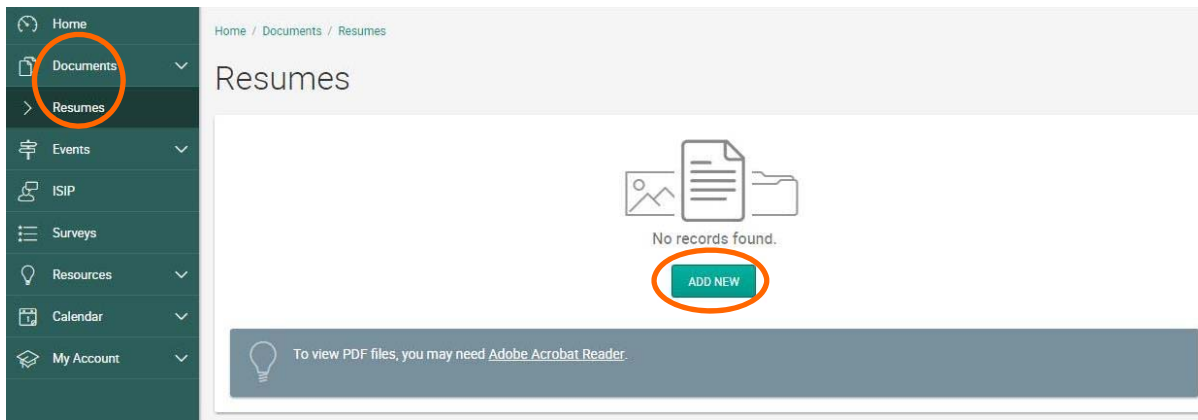 Home
Documents
Resumes
Events
ISIP
Surveys
Resources
Calendar
My Account
Home / Documents / Resumes
Resumes
No records found.
ADD NEW
To view PDF files, you may need Adobe Acrobat Reader.